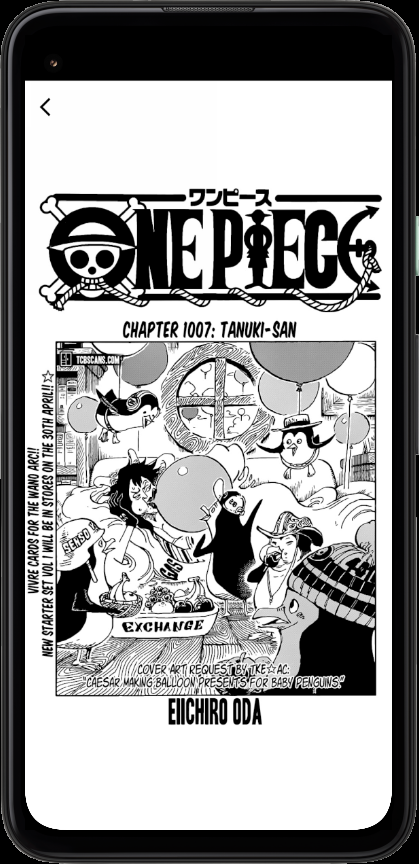 ワンピース
ONE PIECE
CHAPTER 1007: TANUKI-SAN
TCBSCANS.COM
VIVRE CARDS FOR THE WANO ARC!!
NEW STARTER SET VOL 1 WILL BE IN STORES ON THE 30TH APRIL!!☆
SENSO
GAS
EXCHANGE
COVER ART REQUEST BY TKE☆AC:
"CAESAR MAKING BALLOON PRESENTS FOR BABY PENGUINS."
EIICHIRO ODA